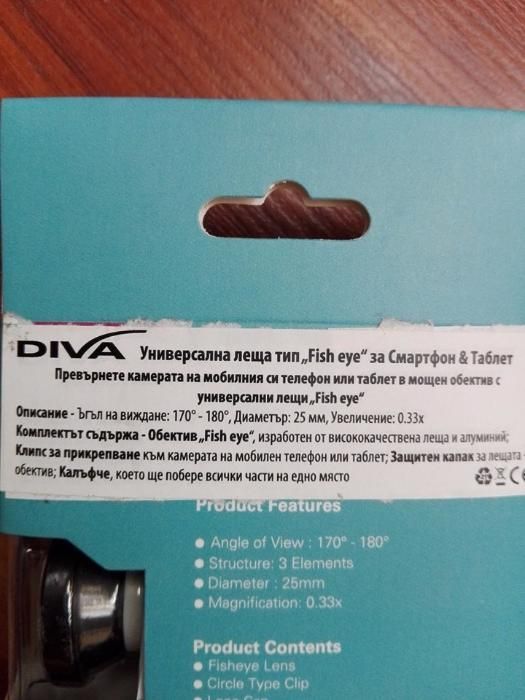 DIVA Универсална леща тип „Fish eye“ за Смартфон & Таблет
Превърнете камерата на мобилния си телефон или таблет в мощен обектив с
универсални лещи „Fish eye“
Описание - Ъгъл на виждане: 170° - 180°, Диаметър: 25 мм, Увеличение: 0.33x
Комплектът съдържа - Обектив „Fish eye“, изработен от висококачествена леща и алуминий;
Клипс за прикрепване към камерата на мобилен телефон или таблет; Защитен капак за лещата -
обектив; Калъфче, което ще побере всички части на едно място
Product Features
Angle of View : 170° - 180°
Structure: 3 Elements
Diameter : 25mm
Magnification: 0.33x
Product Contents
Fisheye Lens
Circle Type Clip